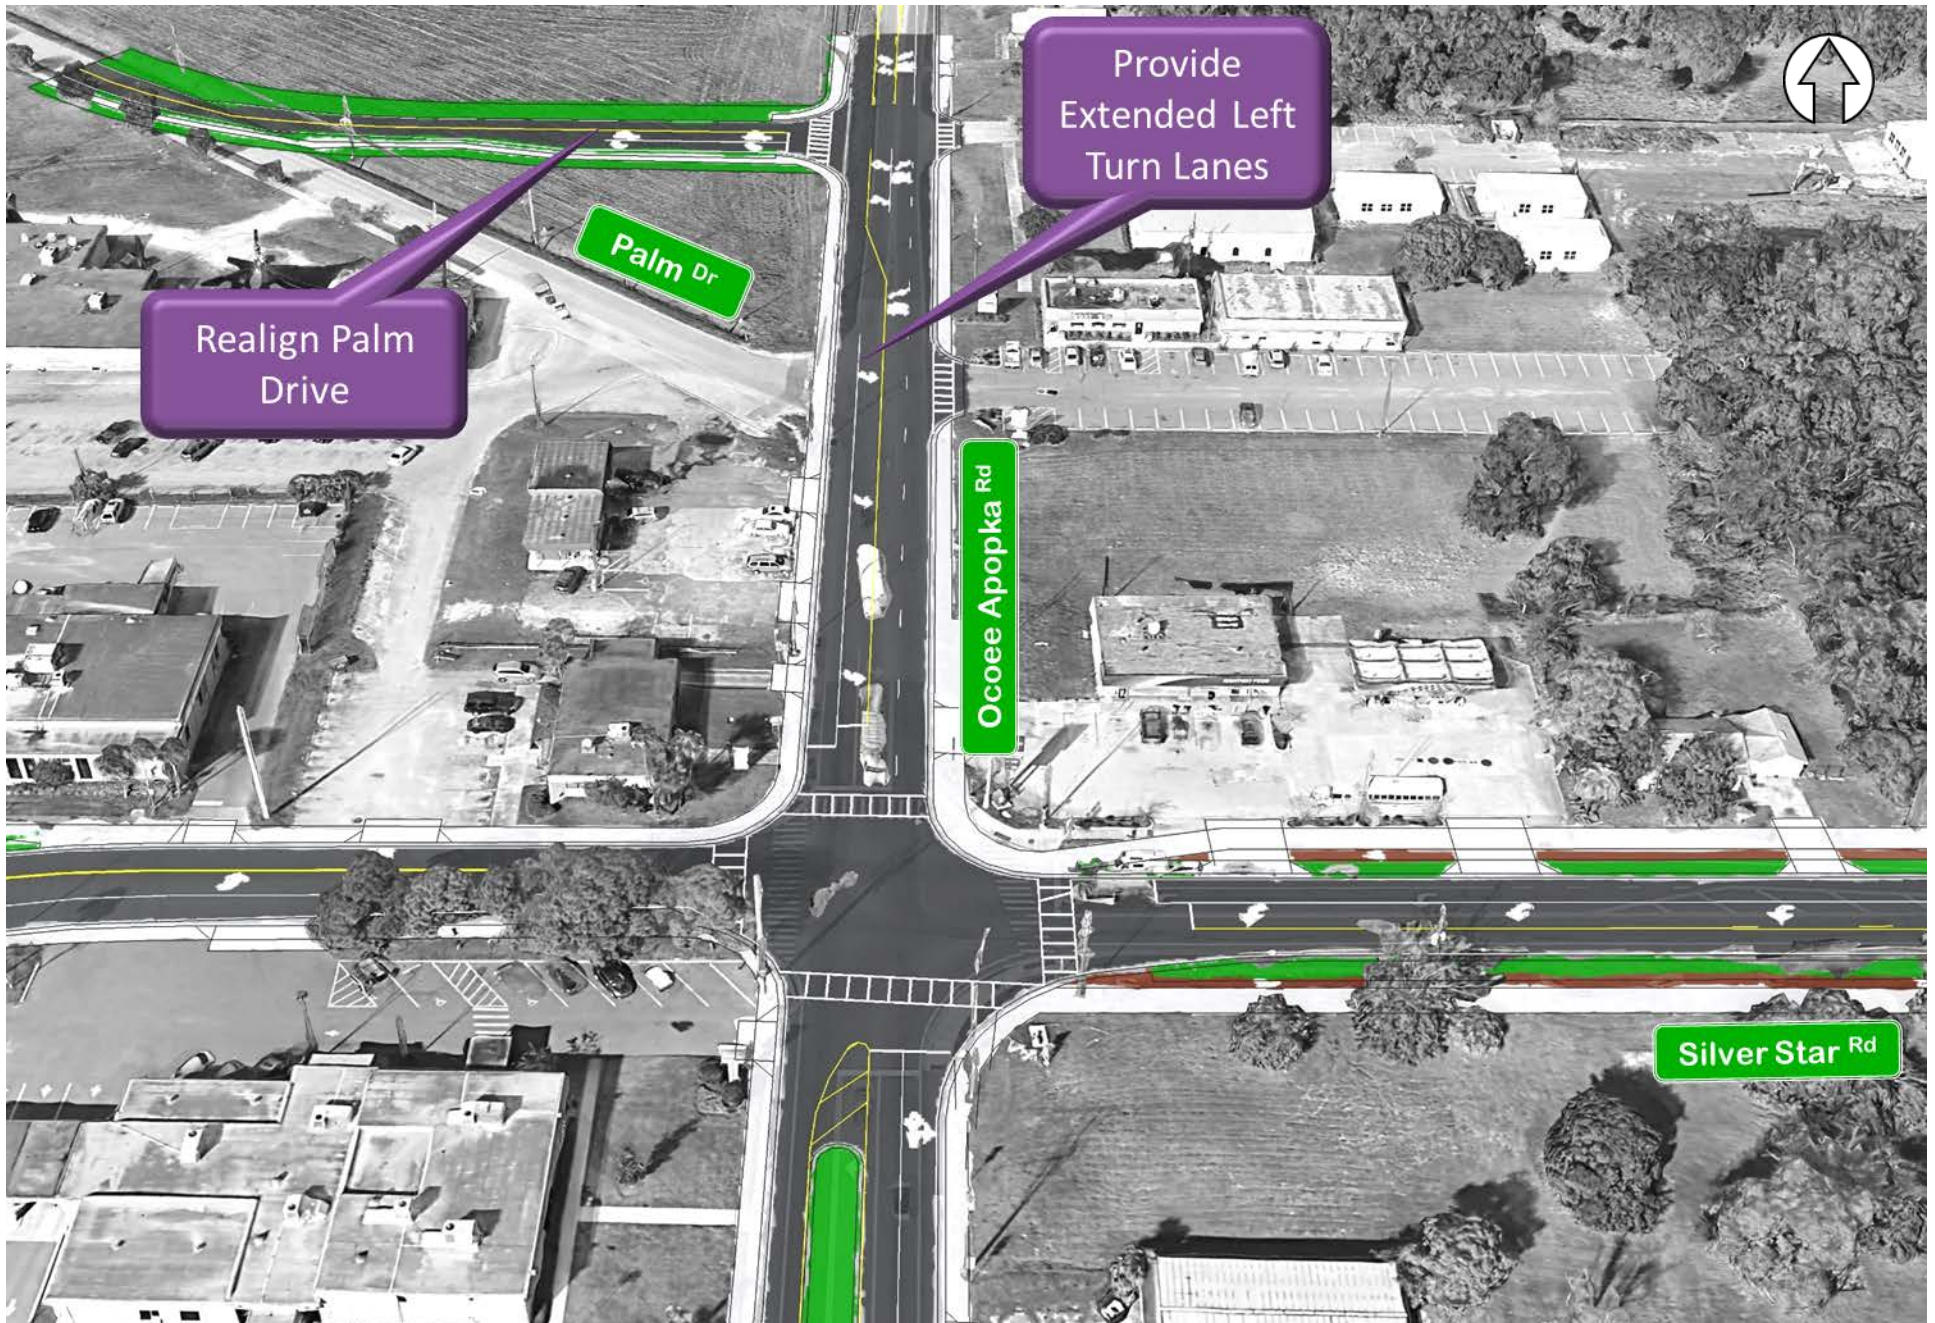 Provide
Extended Left
Turn Lanes
Palm Dr
Realign Palm
Drive
Ocoee Apopka Rd
Silver Star Rd